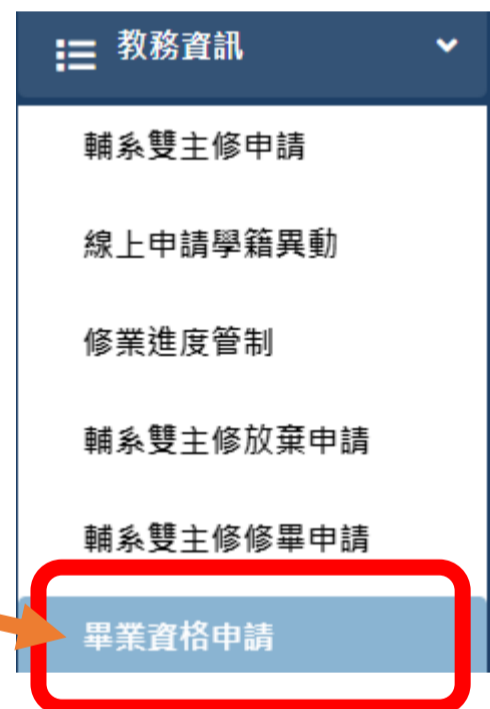 教務資訊
輔系雙主修申請
線上申請學籍異動
修業進度管制
輔系雙主修放棄申請
輔系雙主修修畢申請
畢業資格申請